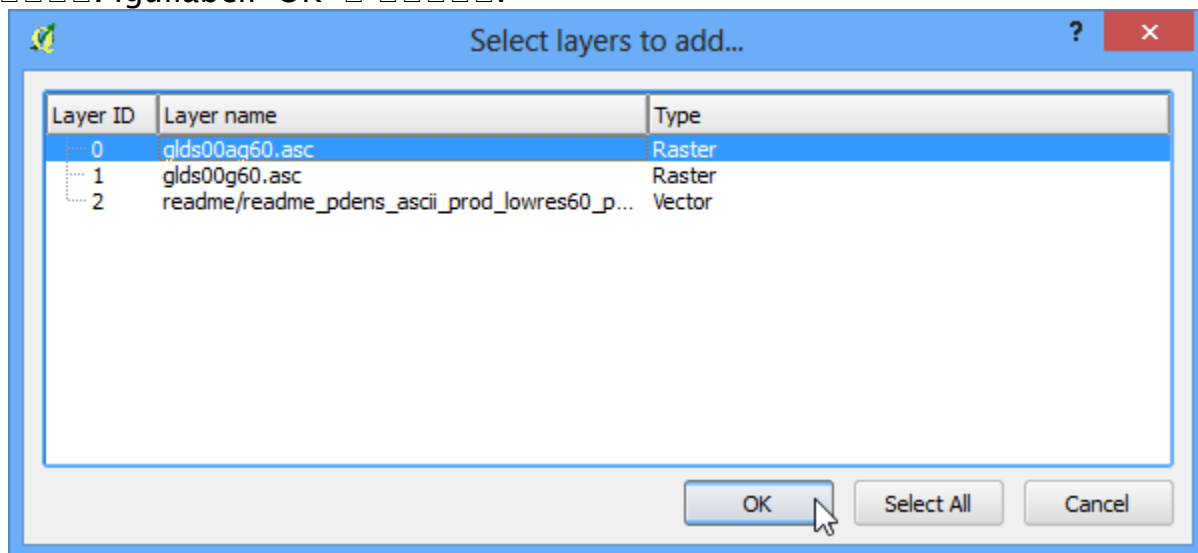 Select layers to add...
?
Layer ID Layer name Type
0 glds00ag60.asc Raster
1 glds00g60.asc Raster
2 readme/readme_pdens_ascii_prod_lowres60_p... Vector
OK Select All Cancel